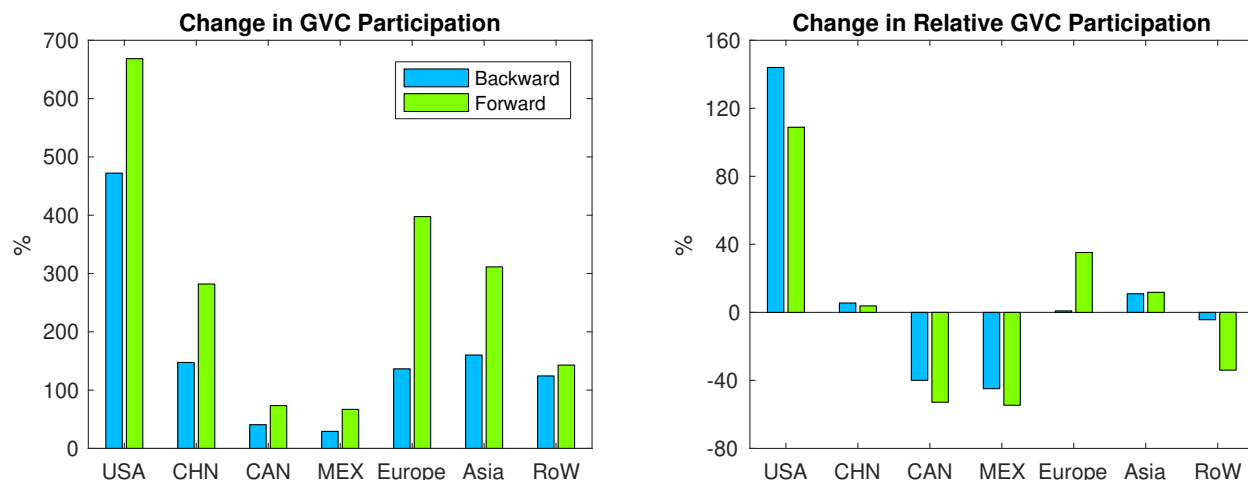 Change in GVC Participation
700
600
500
400
300
200
100
0
%
Backward
Forward
USA CHN CAN MEX Europe Asia RoW
Change in Relative GVC Participation
160
120
80
40
0
-40
-80
%
USA CHN CAN MEX Europe Asia RoW